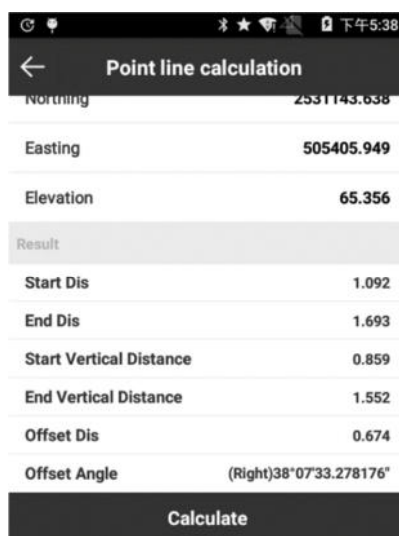 下午5:38
Point line calculation
Northing 2531143.638
Easting 505405.949
Elevation 65.356
Result
Start Dis 1.092
End Dis 1.693
Start Vertical Distance 0.859
End Vertical Distance 1.552
Offset Dis 0.674
Offset Angle (Right)38°07'33.278176"
Calculate